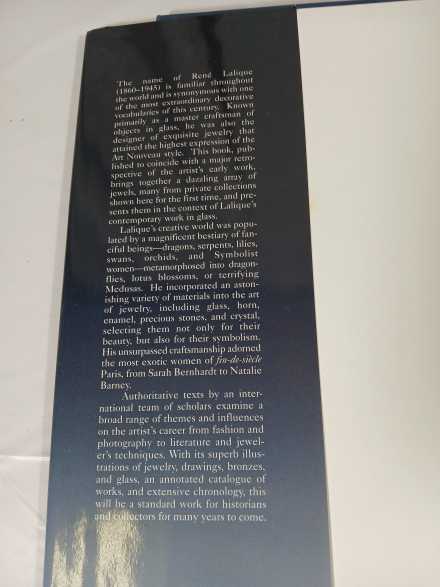 The name of René Lalique
(1860–1945) is familiar throughout
the world and is synonymous with one
of the most extraordinary decorative
vocabularies of this century. Known
primarily as a master craftsman of
objects in glass, he was also the
designer of exquisite jewelry that
attained the highest expression of the
Art Nouveau style. This book, pub-
lished to coincide with a major retro-
spective of the artist's early work,
brings together a dazzling array of
jewels, many from private collections
shown here for the first time, and pre-
sents them in the context of Lalique's
contemporary work in glass.
Lalique's creative world was popu-
lated by a magnificent bestiary of fan-
ciful beings—dragons, serpents, lilies,
swans, orchids, and Symbolist
women—metamorphosed into dragon-
flies, lotus blossoms, or terrifying
Medusas. He incorporated an aston-
ishing variety of materials into the art
of jewelry, including glass, horn,
enamel, precious stones, and crystal,
selecting them not only for their
beauty, but also for their symbolism.
His unsurpassed craftsmanship adorned
the most exotic women of fin-de-siècle
Paris, from Sarah Bernhardt to Natalie
Barney.
Authoritative texts by an inter-
national team of scholars examine a
broad range of themes and influences
on the artist's career from fashion and
photography to literature and jewel-
er's techniques. With its superb illus-
trations of jewelry, drawings, bronzes,
and glass, an annotated catalogue of
works, and extensive chronology, this
will be a standard work for historians
and collectors for many years to come.